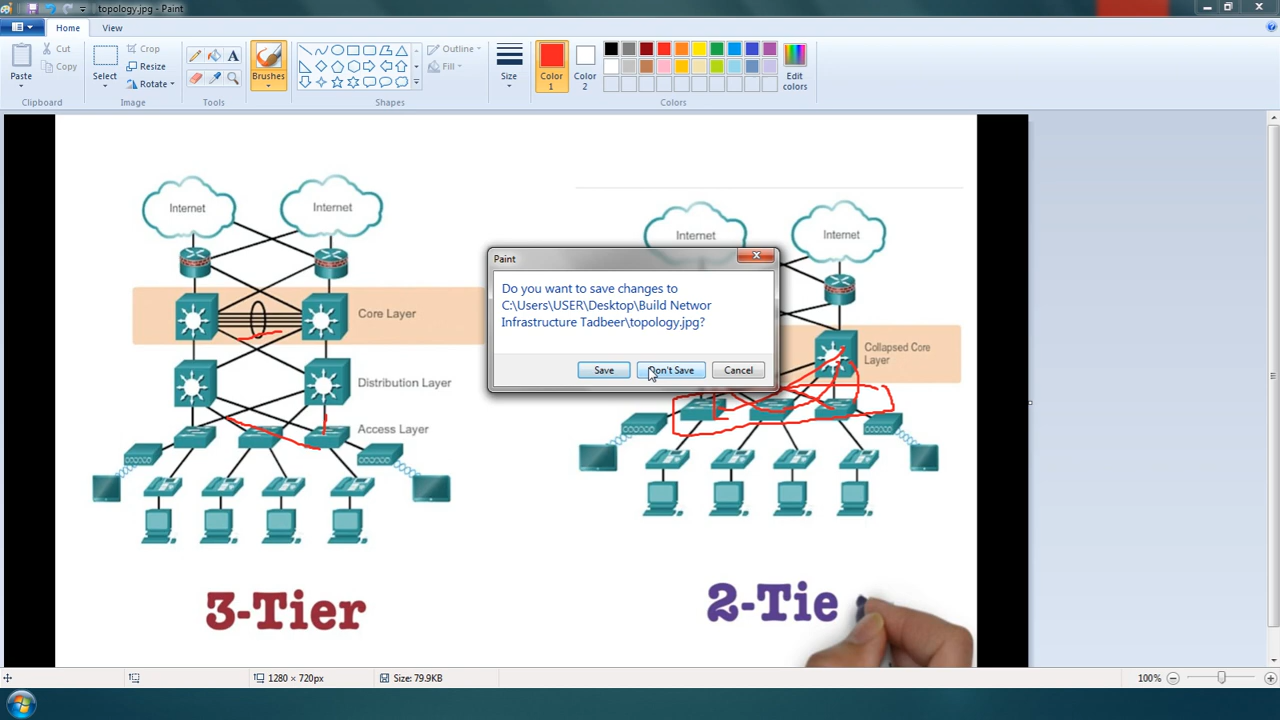 topology.jpg - Paint
Home View
Paste
Cut
Copy
Clipboard
Select
Crop
Resize
Rotate
Image
A
Tools
Brushes
Shapes
Outline
Fill
Size
Color 1
Color 2
Edit colors
Colors
Internet Internet
Core Layer
Distribution Layer
Access Layer
3-Tier
Internet Internet
Collapsed Core
Layer
2-Tie
Paint
Do you want to save changes to
C:\Users\USER\Desktop\Build Networ
Infrastructure Tadbeer\topology.jpg?
Save Don't Save Cancel
1280 × 720px Size: 79.9KB 100%